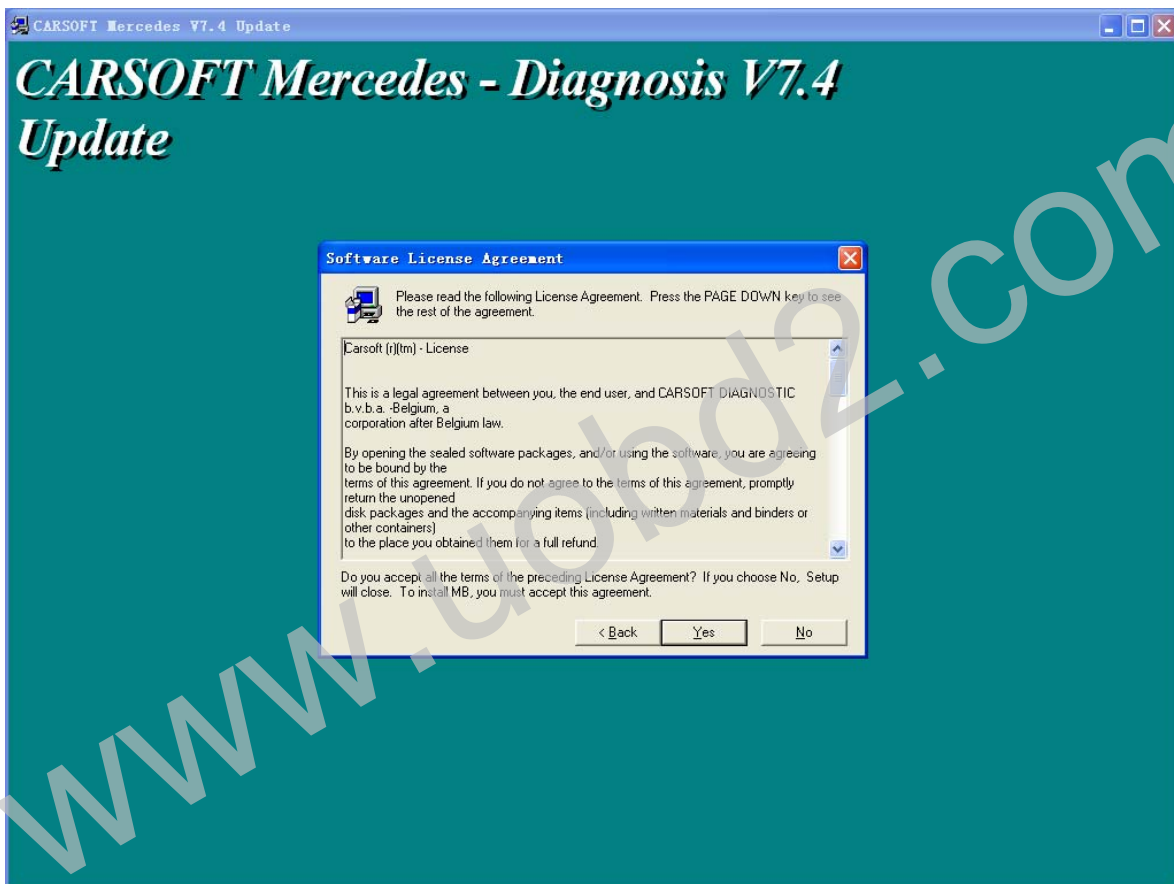 CARSOFT Mercedes V7.4 Update
CARSOFT Mercedes - Diagnosis V7.4
Update
Software License Agreement
Please read the following License Agreement. Press the PAGE DOWN key to see
the rest of the agreement.
Carsoft (r)(tm) - License
This is a legal agreement between you, the end user, and CARSOFT DIAGNOSTIC
b.v.b.a. -Belgium, a
corporation after Belgium law.
By opening the sealed software packages, and/or using the software, you are agreeing
to be bound by the
terms of this agreement. If you do not agree to the terms of this agreement, promptly
return the unopened
disk packages and the accompanying items (including written materials and binders or
other containers)
to the place you obtained them for a full refund.
Do you accept all the terms of the preceding License Agreement? If you choose No, Setup
will close. To install MB, you must accept this agreement.
< Back
Yes
No
www.uobd2.com